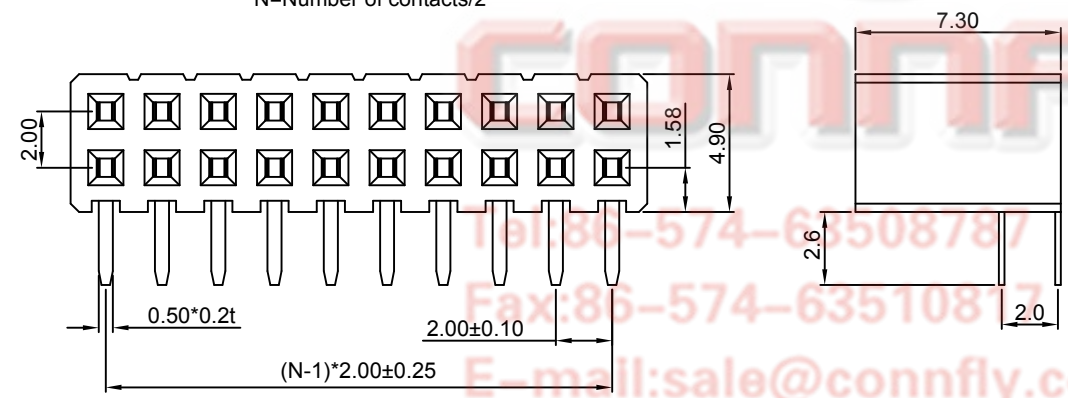 N=Number of contacts/2
7.30
2.00
1.58
4.90
2.6
2.0
0.50*0.2t
2.00±0.10
(N-1)*2.00±0.25
Tel:86-574-63508787
Fax:86-574-63510817
E-mail:sale@connfly.c